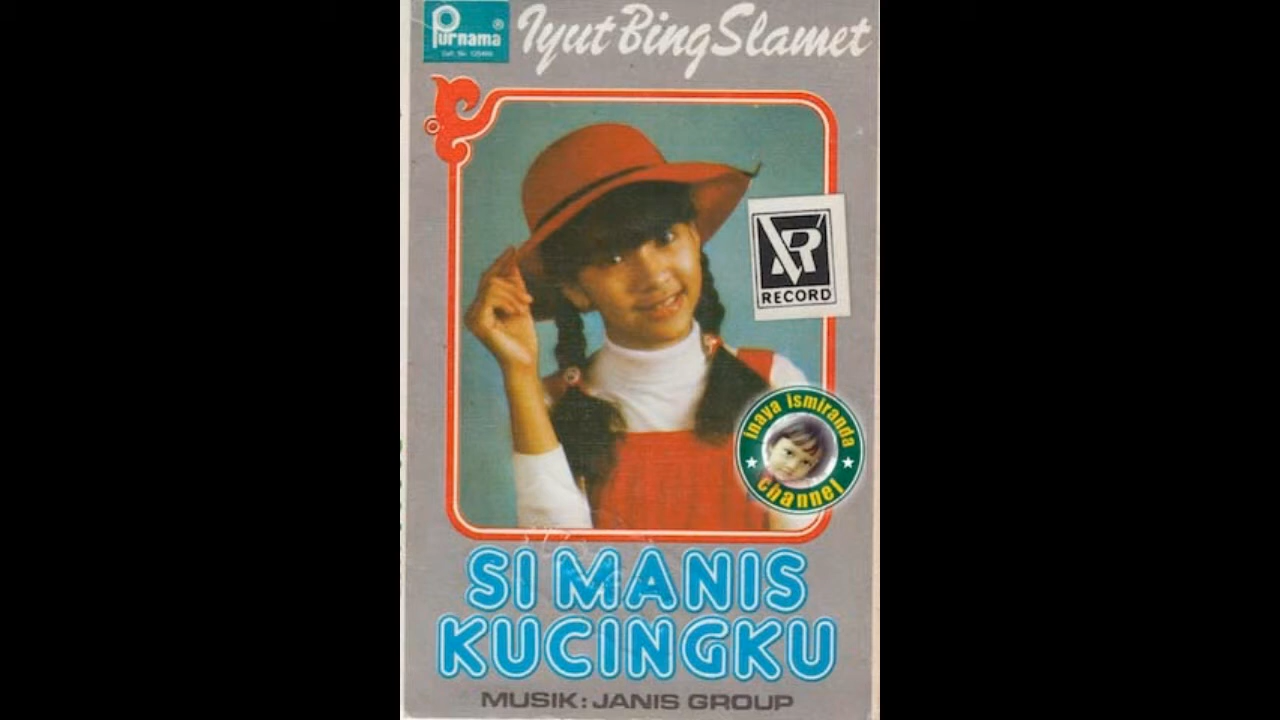 Purnama ®
Iyut Bing Slamet
VR
RECORD
inaya ismiranda
channel
SI MANIS
KUCINGKU
MUSIK: JANIS GROUP